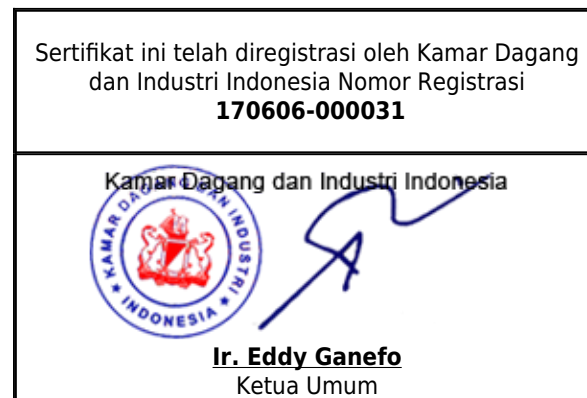 Sertifikat ini telah diregistrasi oleh Kamar Dagang
dan Industri Indonesia Nomor Registrasi
170606-000031
Kamar Dagang dan Industri Indonesia
KAMAR DAGANG DAN INDUSTRI
* INDONESIA *
Ir. Eddy Ganefo
Ketua Umum